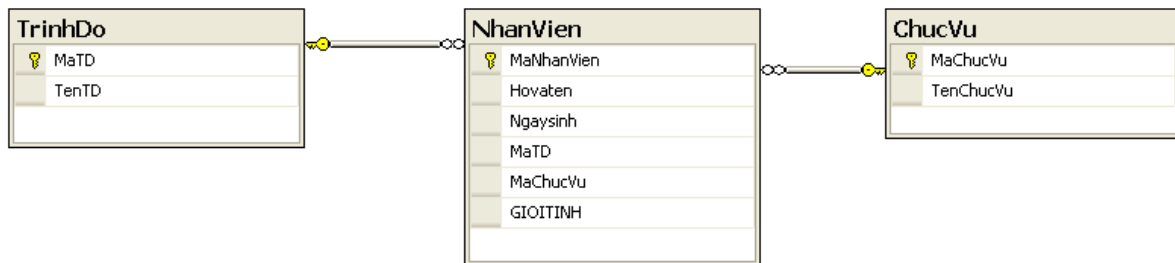 TrinhDo
MaTD
TenTD
NhanVien
MaNhanVien
Hovaten
Ngaysinh
MaTD
MaChucVu
GIOITINH
ChucVu
MaChucVu
TenChucVu